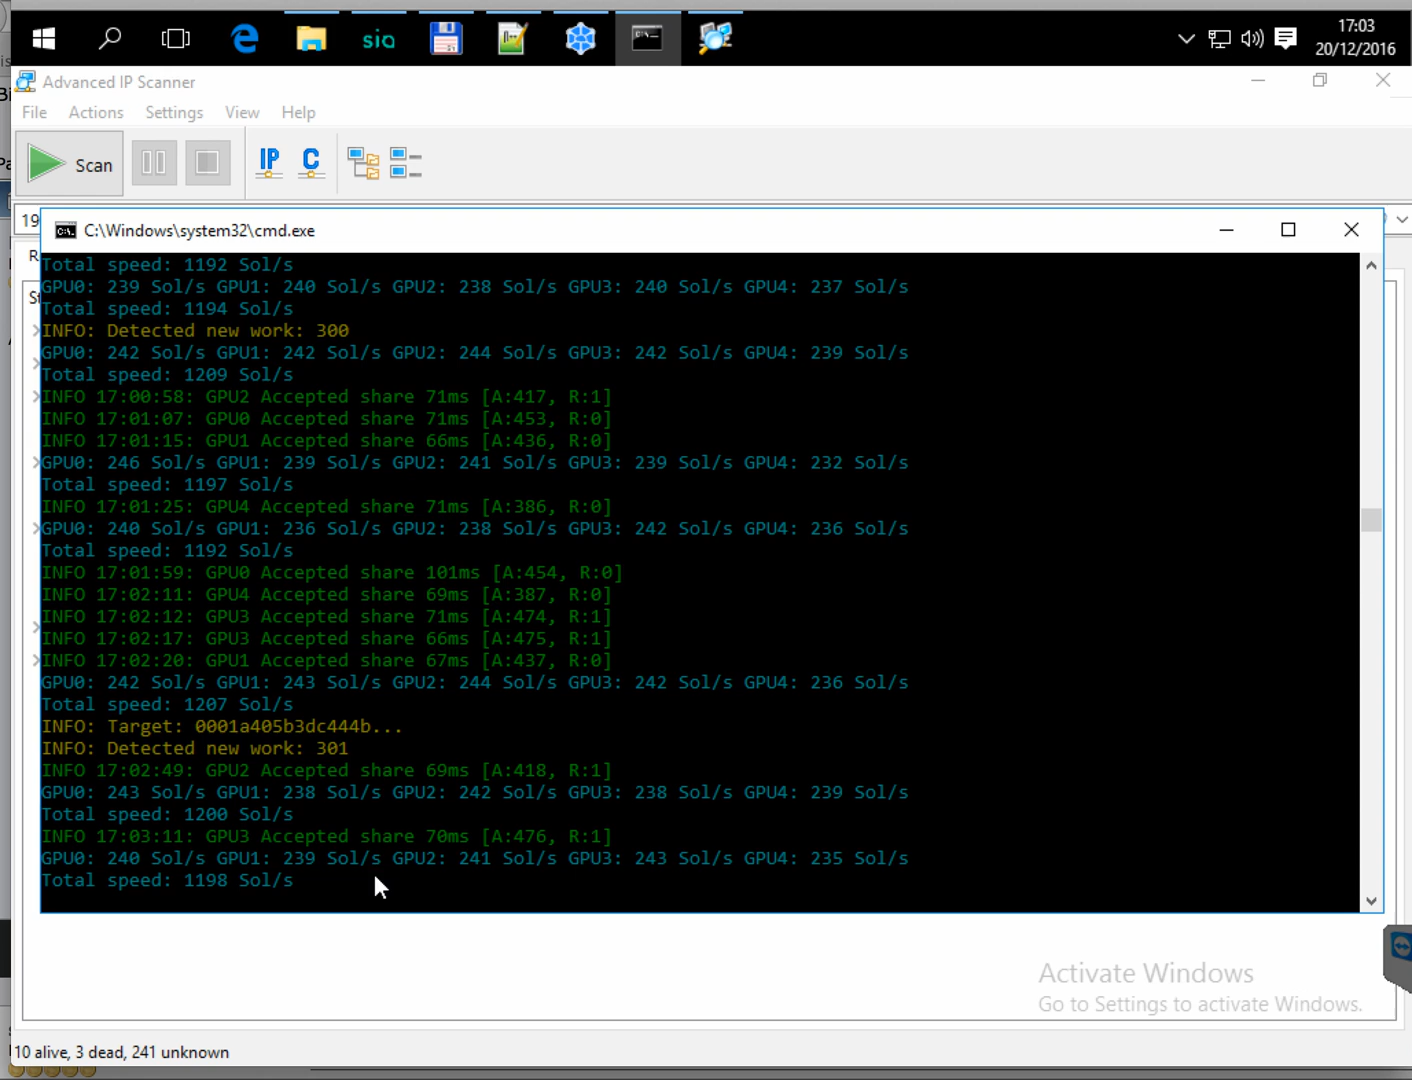 sia
17:03
20/12/2016
Advanced IP Scanner
File Actions Settings View Help
Scan IP C
19
C:\Windows\system32\cmd.exe
Total speed: 1192 Sol/s
GPU0: 239 Sol/s GPU1: 240 Sol/s GPU2: 238 Sol/s GPU3: 240 Sol/s GPU4: 237 Sol/s
Total speed: 1194 Sol/s
INFO: Detected new work: 300
GPU0: 242 Sol/s GPU1: 242 Sol/s GPU2: 244 Sol/s GPU3: 242 Sol/s GPU4: 239 Sol/s
Total speed: 1209 Sol/s
INFO 17:00:58: GPU2 Accepted share 71ms [A:417, R:1]
INFO 17:01:07: GPU0 Accepted share 71ms [A:453, R:0]
INFO 17:01:15: GPU1 Accepted share 66ms [A:436, R:0]
GPU0: 246 Sol/s GPU1: 239 Sol/s GPU2: 241 Sol/s GPU3: 239 Sol/s GPU4: 232 Sol/s
Total speed: 1197 Sol/s
INFO 17:01:25: GPU4 Accepted share 71ms [A:386, R:0]
GPU0: 240 Sol/s GPU1: 236 Sol/s GPU2: 238 Sol/s GPU3: 242 Sol/s GPU4: 236 Sol/s
Total speed: 1192 Sol/s
INFO 17:01:59: GPU0 Accepted share 101ms [A:454, R:0]
INFO 17:02:11: GPU4 Accepted share 69ms [A:387, R:0]
INFO 17:02:12: GPU3 Accepted share 71ms [A:474, R:1]
INFO 17:02:17: GPU3 Accepted share 66ms [A:475, R:1]
INFO 17:02:20: GPU1 Accepted share 67ms [A:437, R:0]
GPU0: 242 Sol/s GPU1: 243 Sol/s GPU2: 244 Sol/s GPU3: 242 Sol/s GPU4: 236 Sol/s
Total speed: 1207 Sol/s
INFO: Target: 0001a405b3dc444b...
INFO: Detected new work: 301
INFO 17:02:49: GPU2 Accepted share 69ms [A:418, R:1]
GPU0: 243 Sol/s GPU1: 238 Sol/s GPU2: 242 Sol/s GPU3: 238 Sol/s GPU4: 239 Sol/s
Total speed: 1200 Sol/s
INFO 17:03:11: GPU3 Accepted share 70ms [A:476, R:1]
GPU0: 240 Sol/s GPU1: 239 Sol/s GPU2: 241 Sol/s GPU3: 243 Sol/s GPU4: 235 Sol/s
Total speed: 1198 Sol/s
Activate Windows
Go to Settings to activate Windows.
10 alive, 3 dead, 241 unknown